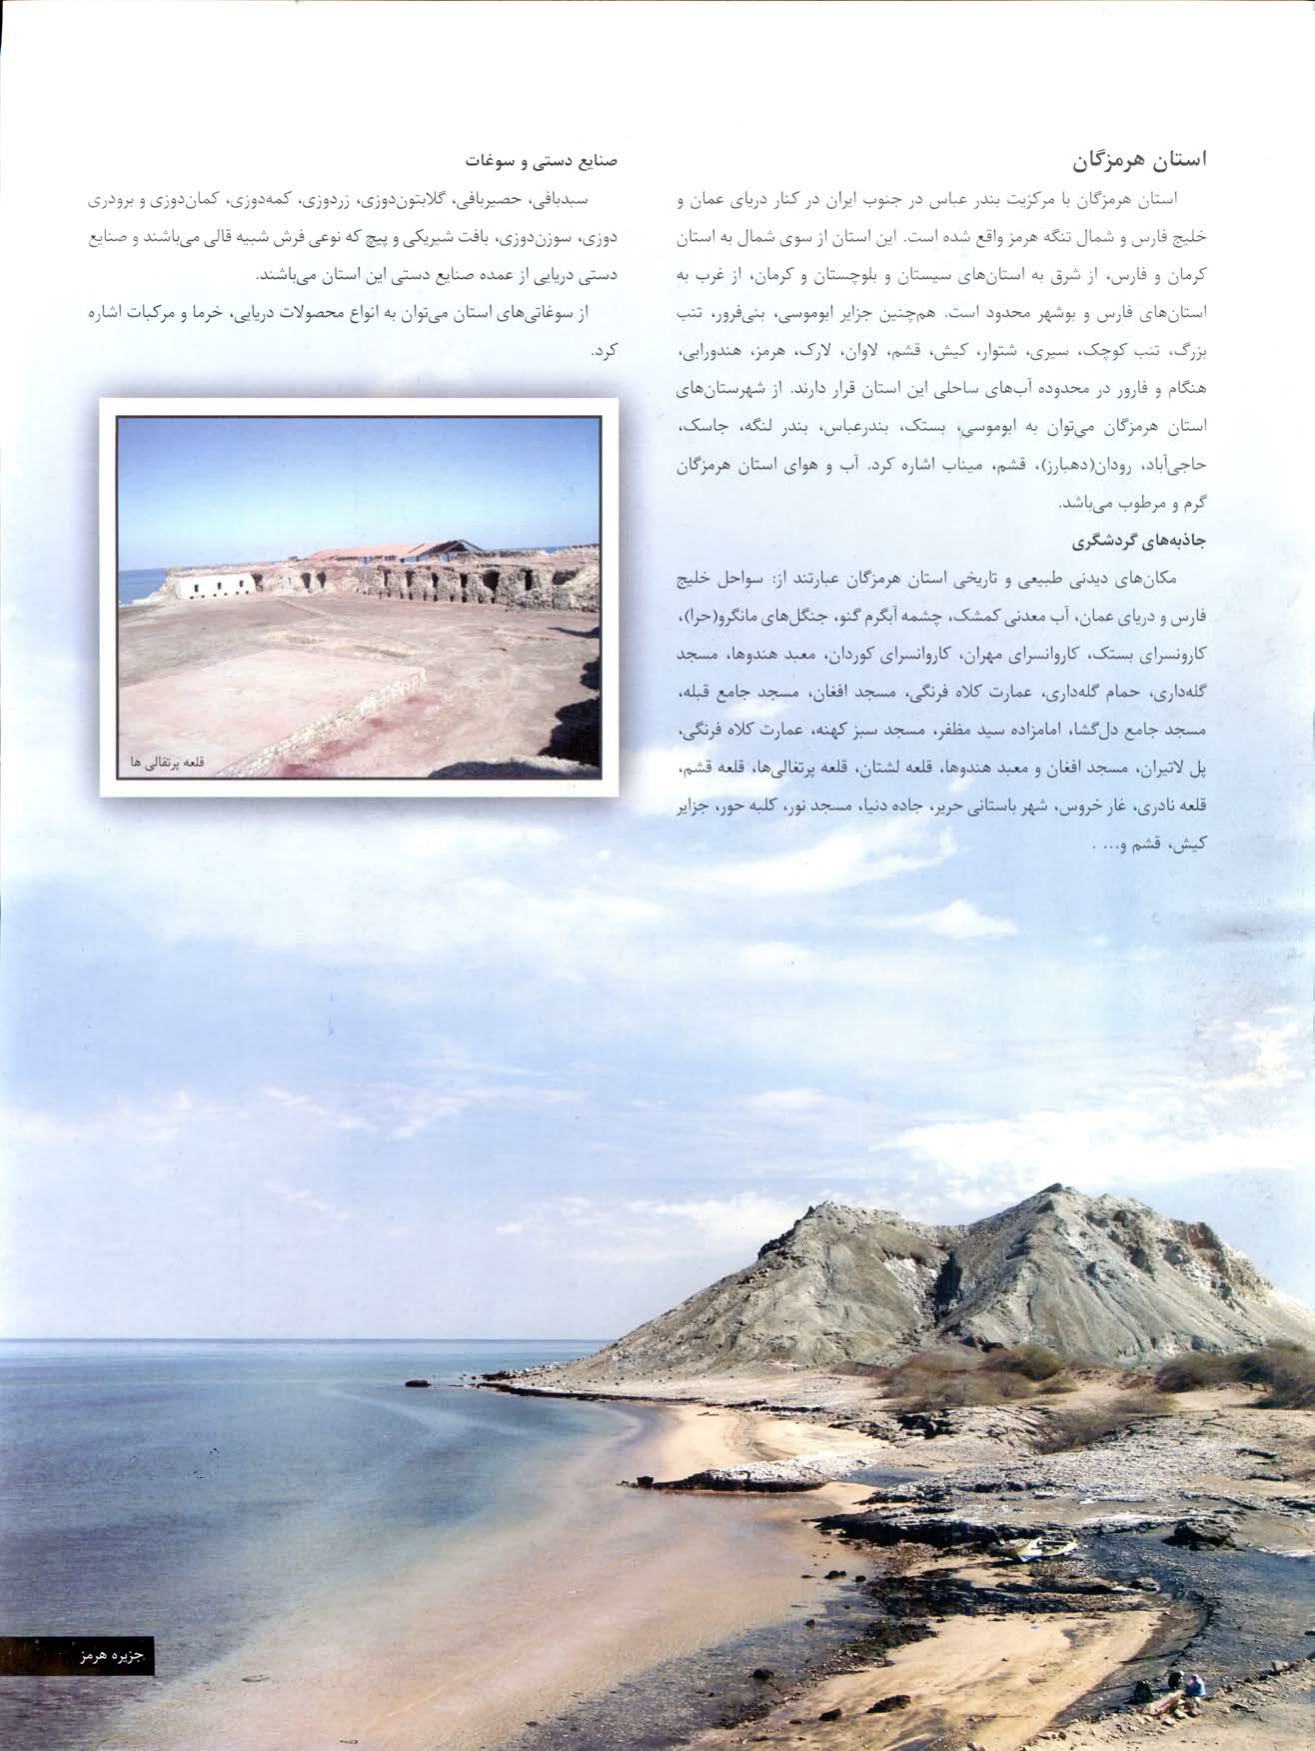 استان هرمزگان
استان هرمزگان با مرکزیت بندر عباس در جنوب ایران در کنار دریای عمان و
خلیج فارس و شمال تنگه هرمز واقع شده است. این استان از سوی شمال به استان
کرمان و فارس، از شرق به استان‌های سیستان و بلوچستان و کرمان، از غرب به
استان‌های فارس و بوشهر محدود است. هم‌چنین جزایر ابوموسی، بنی‌فرور، تنب
بزرگ، تنب کوچک، سیری، شتوار، کیش، قشم، لاوان، لارک، هرمز، هندورابی،
هنگام و فارور در محدوده آب‌های ساحلی این استان قرار دارند. از شهرستان‌های
استان هرمزگان می‌توان به ابوموسی، بستک، بندرعباس، بندر لنگه، جاسک،
حاجی‌آباد، رودان(دهبارز)، قشم، میناب اشاره کرد. آب و هوای استان هرمزگان
گرم و مرطوب می‌باشد.
جاذبه‌های گردشگری
مکان‌های دیدنی طبیعی و تاریخی استان هرمزگان عبارتند از: سواحل خلیج
فارس و دریای عمان، آب معدنی کمشک، چشمه آبگرم گنو، جنگل‌های مانگرو(حرا)،
کارونسرای بستک، کاروانسرای مهران، کاروانسرای کوردان، معبد هندوها، مسجد
گله‌داری، حمام گله‌داری، عمارت کلاه فرنگی، مسجد افغان، مسجد جامع قبله،
مسجد جامع دل‌گشا، امامزاده سید مظفر، مسجد سبز کهنه، عمارت کلاه فرنگی،
پل لاتیران، مسجد افغان و معبد هندوها، قلعه لشتان، قلعه پرتغالی‌ها، قلعه قشم،
قلعه نادری، غار خروس، شهر باستانی حریر، جاده دنیا، مسجد نور، کلبه حور، جزایر
کیش، قشم و... .
صنایع دستی و سوغات
سبدبافی، حصیربافی، گلابتون‌دوزی، زردوزی، کمه‌دوزی، کمان‌دوزی و برودری
دوزی، سوزن‌دوزی، بافت شیریکی و پیچ که نوعی فرش شبیه قالی می‌باشند و صنایع
دستی دریایی از عمده صنایع دستی این استان می‌باشند.
از سوغاتی‌های استان می‌توان به انواع محصولات دریایی، خرما و مرکبات اشاره
کرد.
قلعه پرتقالی ها
جزیره هرمز